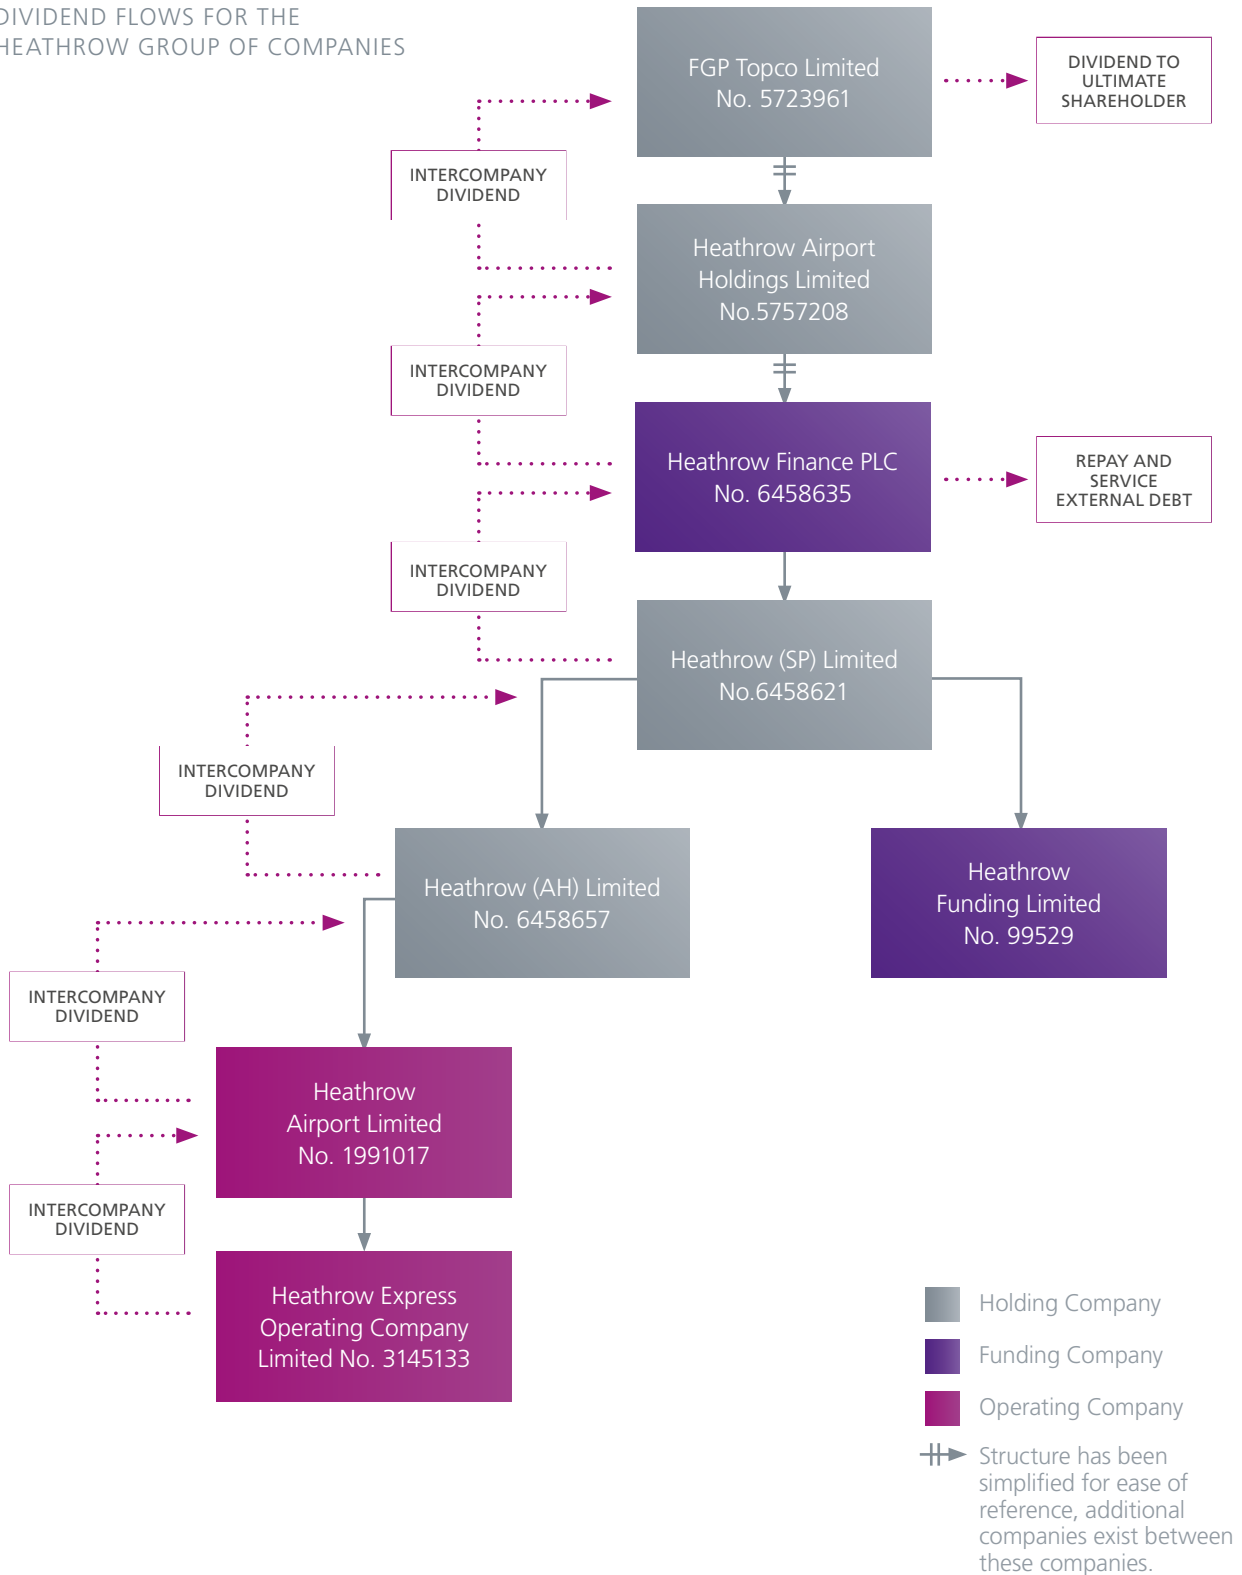 DIVIDEND FLOWS FOR THE
HEATHROW GROUP OF COMPANIES
FGP Topco Limited
No. 5723961
DIVIDEND TO
ULTIMATE
SHAREHOLDER
INTERCOMPANY
DIVIDEND
Heathrow Airport
Holdings Limited
No.5757208
INTERCOMPANY
DIVIDEND
Heathrow Finance PLC
No. 6458635
REPAY AND
SERVICE
EXTERNAL DEBT
INTERCOMPANY
DIVIDEND
Heathrow (SP) Limited
No.6458621
INTERCOMPANY
DIVIDEND
Heathrow (AH) Limited
No. 6458657
Heathrow
Funding Limited
No. 99529
INTERCOMPANY
DIVIDEND
Heathrow
Airport Limited
No. 1991017
INTERCOMPANY
DIVIDEND
Heathrow Express
Operating Company
Limited No. 3145133
Holding Company
Funding Company
Operating Company
Structure has been
simplified for ease of
reference, additional
companies exist between
these companies.